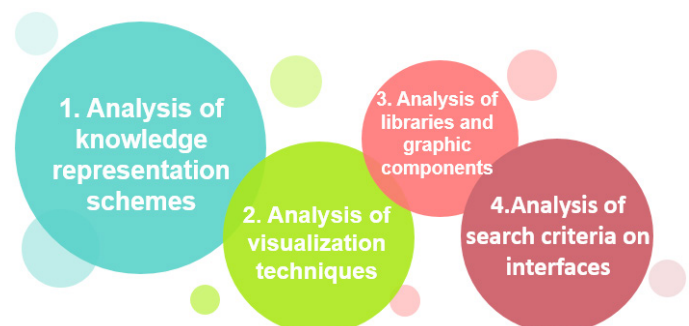 1. Analysis of
knowledge
representation
schemes
2. Analysis of
visualization
techniques
3. Analysis of
libraries and
graphic
components
4.Analysis of
search criteria on
interfaces